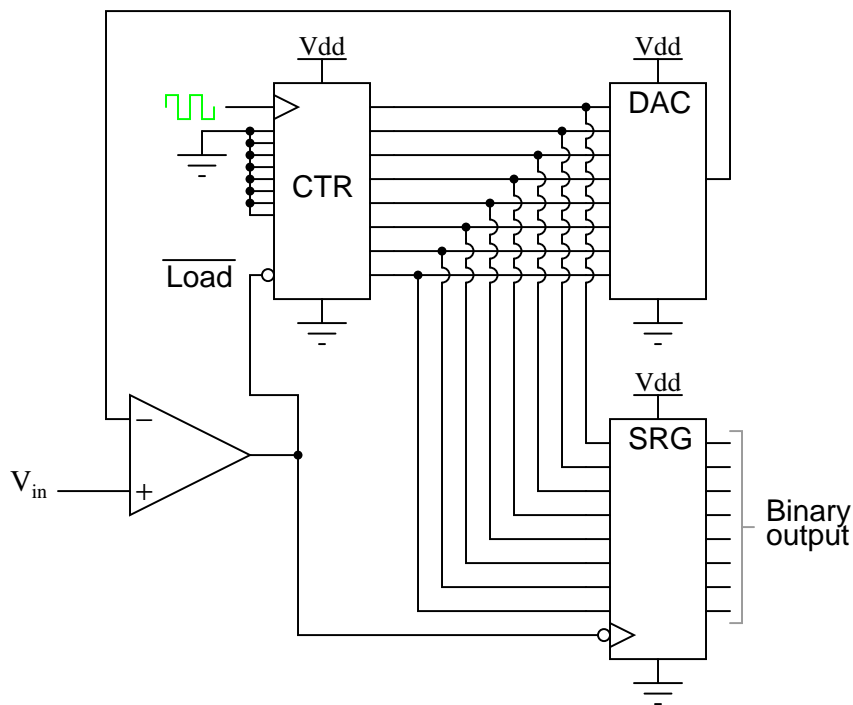 Vdd
Vdd
DAC
CTR
Load
Vdd
SRG
−
Vin
+
Binary
output